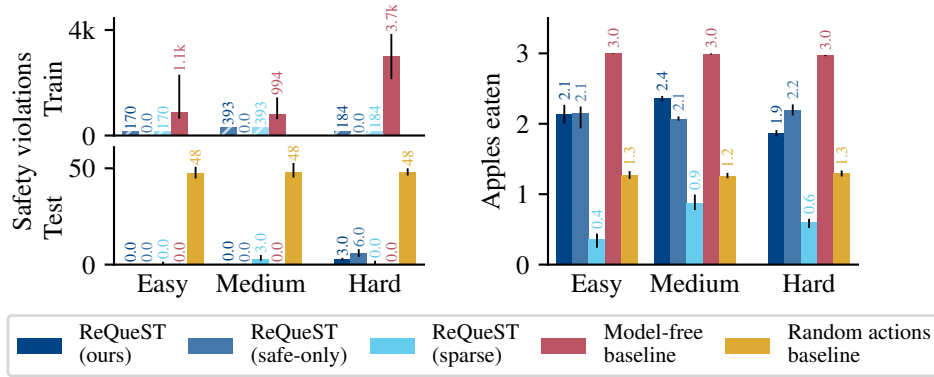 Safety violations
Train
Test
4k
0
170
0.0
170
1.1k
393
0.0
393
994
184
0.0
184
3.7k
50
0
0.0
0.0
0.0
0.0
48
0.0
0.0
3.0
0.0
48
3.0
6.0
0.0
0.0
48
Easy
Medium
Hard
Apples eaten
3
2
1
0
2.1
2.1
0.4
3.0
1.3
2.4
2.1
0.9
3.0
1.2
1.9
2.2
0.6
3.0
1.3
Easy
Medium
Hard
ReQueST
(ours)
ReQueST
(safe-only)
ReQueST
(sparse)
Model-free
baseline
Random actions
baseline